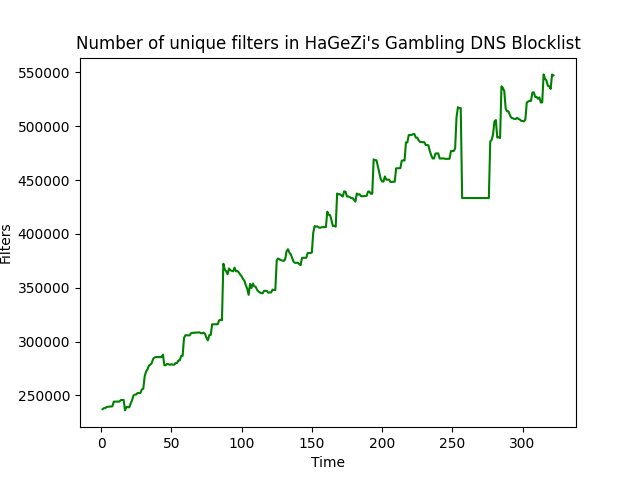 Number of unique filters in HaGeZi's Gambling DNS Blocklist
550000
500000
450000
400000
350000
300000
250000
Filters
0 50 100 150 200 250 300
Time